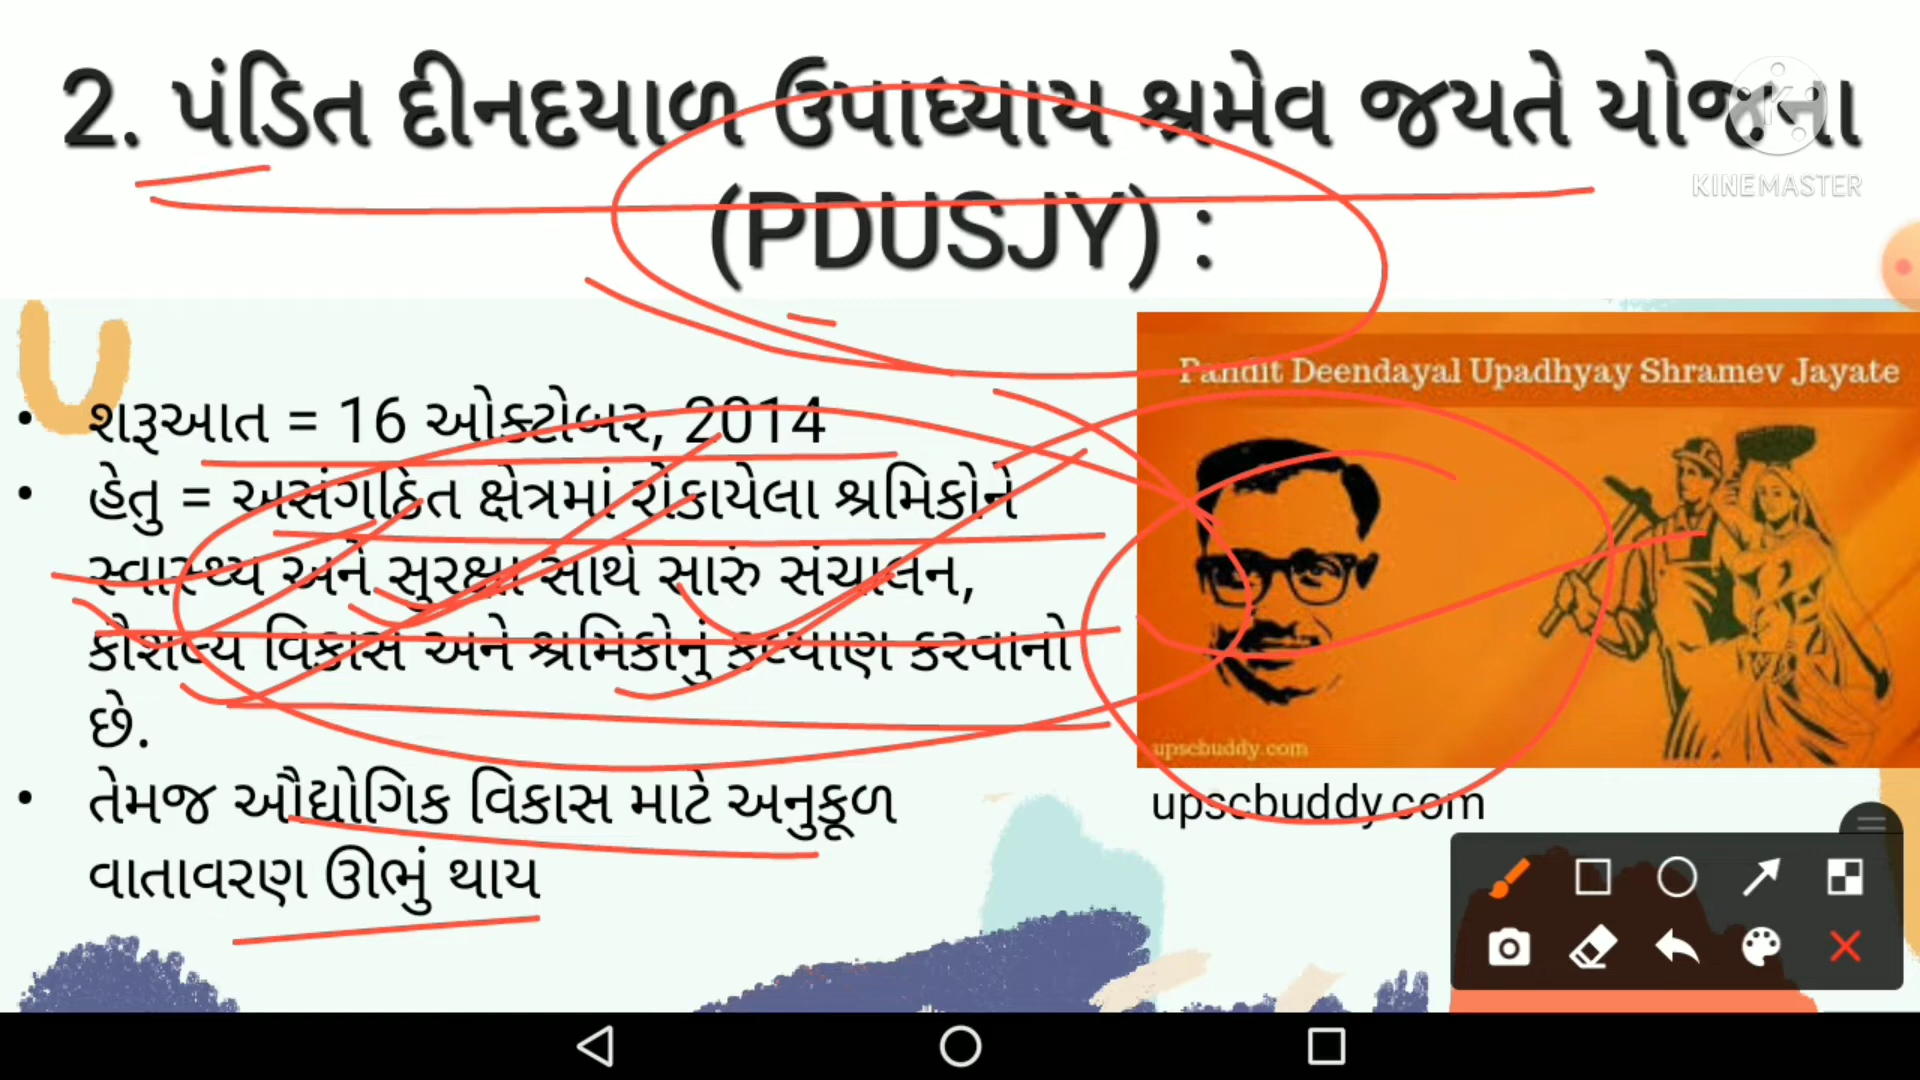 2. પંડિત દીનદયાળ ઉપાધ્યાય શ્રમેવ જયતે યોજના
(PDUSJY) :
KINEMASTER
• શરૂઆત = 16 ઓક્ટોબર, 2014
• હેતુ = અસંગઠિત ક્ષેત્રમાં રોકાયેલા શ્રમિકોને
સ્વાસ્થ્ય અને સુરક્ષા સાથે સારું સંચાલન,
કૌશલ્ય વિકાસ અને શ્રમિકોનું કલ્યાણ કરવાનો
છે.
• તેમજ ઔદ્યોગિક વિકાસ માટે અનુકૂળ
વાતાવરણ ઊભું થાય
Pandit Deendayal Upadhyay Shramev Jayate
upscbuddy.com
upscbuddy.com